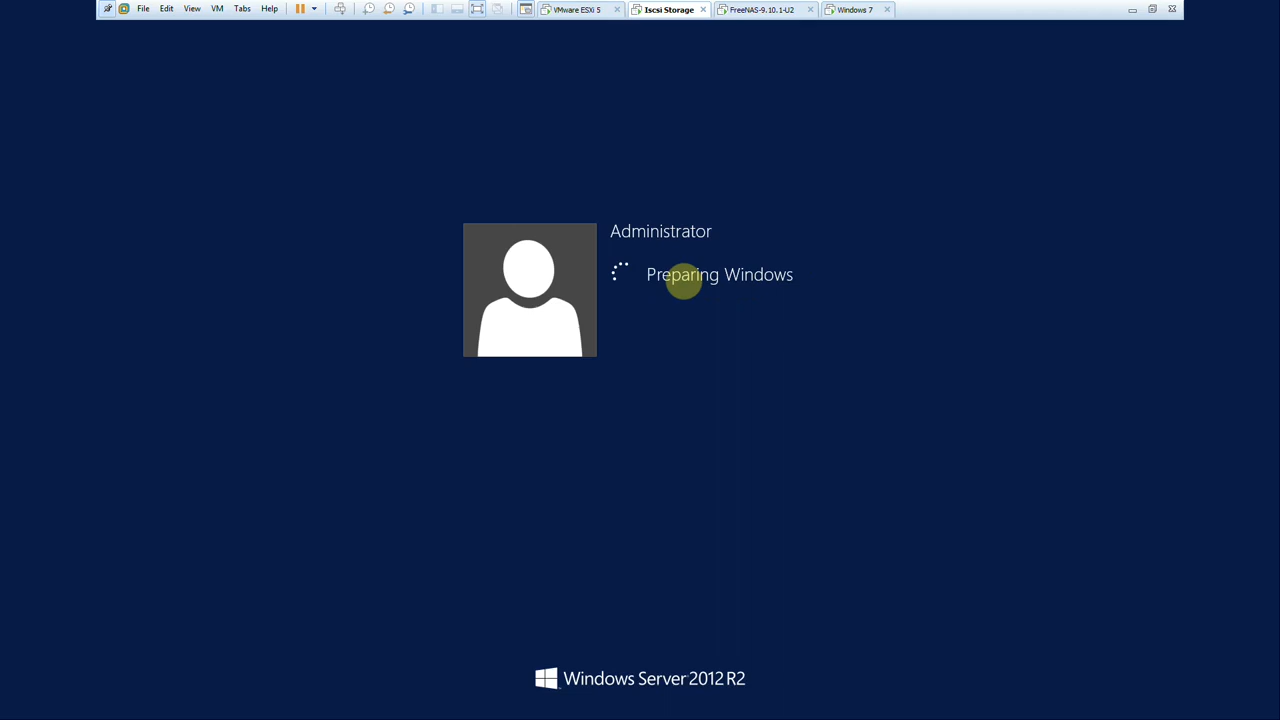 File Edit View VM Tabs Help
VMware ESXi 5 Iscsi Storage FreeNAS-9.10.1-U2 Windows 7
Administrator
Preparing Windows
Windows Server 2012 R2